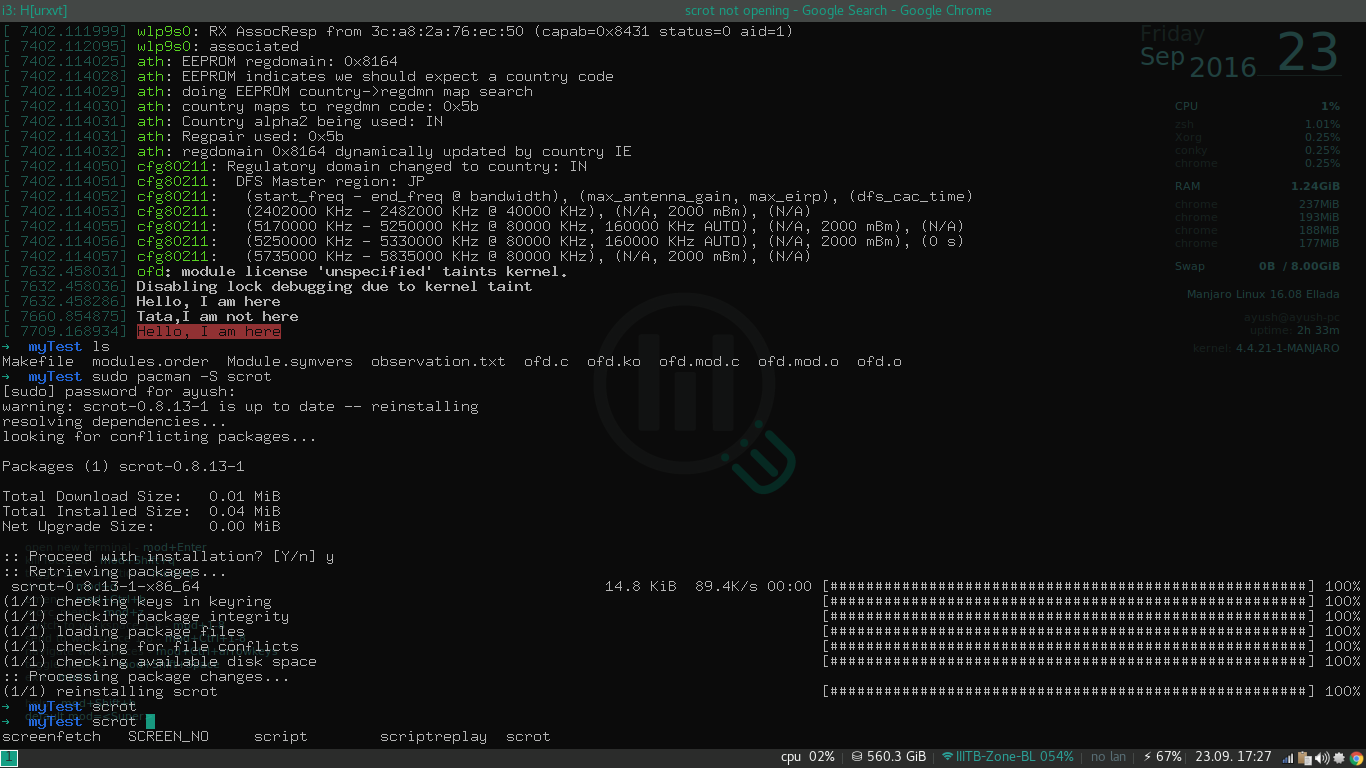 i3: H[urxvt] scrot not opening - Google Search - Google Chrome
[ 7402.111999] wlp9s0: RX AssocResp from 3c:a8:2a:76:ec:50 (capab=0x8431 status=0 aid=1)
[ 7402.112095] wlp9s0: associated
[ 7402.114025] ath: EEPROM regdomain: 0x8164
[ 7402.114028] ath: EEPROM indicates we should expect a country code
[ 7402.114029] ath: doing EEPROM country->regdmn map search
[ 7402.114030] ath: country maps to regdmn code: 0x5b
[ 7402.114031] ath: Country alpha2 being used: IN
[ 7402.114031] ath: Regpair used: 0x5b
[ 7402.114032] ath: regdomain 0x8164 dynamically updated by country IE
[ 7402.114050] cfg80211: Regulatory domain changed to country: IN
[ 7402.114051] cfg80211:  DFS Master region: JP
[ 7402.114052] cfg80211:   (start_freq - end_freq @ bandwidth), (max_antenna_gain, max_eirp), (dfs_cac_time)
[ 7402.114053] cfg80211:   (2402000 KHz - 2482000 KHz @ 40000 KHz), (N/A, 2000 mBm), (N/A)
[ 7402.114055] cfg80211:   (5170000 KHz - 5250000 KHz @ 80000 KHz, 160000 KHz AUTO), (N/A, 2000 mBm), (N/A)
[ 7402.114056] cfg80211:   (5250000 KHz - 5330000 KHz @ 80000 KHz, 160000 KHz AUTO), (N/A, 2000 mBm), (0 s)
[ 7402.114057] cfg80211:   (5735000 KHz - 5835000 KHz @ 80000 KHz), (N/A, 2000 mBm), (N/A)
[ 7632.458031] ofd: module license 'unspecified' taints kernel.
[ 7632.458036] Disabling lock debugging due to kernel taint
[ 7632.458286] Hello, I am here
[ 7660.854875] Tata,I am not here
[ 7709.168934] Hello, I am here
→  myTest ls
Makefile  modules.order  Module.symvers  observation.txt  ofd.c  ofd.ko  ofd.mod.c  ofd.mod.o  ofd.o
→  myTest sudo pacman -S scrot
[sudo] password for ayush:
warning: scrot-0.8.13-1 is up to date -- reinstalling
resolving dependencies...
looking for conflicting packages...
Packages (1) scrot-0.8.13-1
Total Download Size:   0.01 MiB
Total Installed Size:  0.04 MiB
Net Upgrade Size:      0.00 MiB
:: Proceed with installation? [Y/n] y
:: Retrieving packages...
scrot-0.8.13-1-x86_64 14.8 KiB  89.4K/s 00:00 [######################################################] 100%
(1/1) checking keys in keyring [######################################################] 100%
(1/1) checking package integrity [######################################################] 100%
(1/1) loading package files [######################################################] 100%
(1/1) checking for file conflicts [######################################################] 100%
(1/1) checking available disk space [######################################################] 100%
:: Processing package changes...
(1/1) reinstalling scrot [######################################################] 100%
→  myTest scrot
→  myTest scrot
screenfetch   SCREEN_NO     script        scriptreplay  scrot
Friday
Sep 2016 23
CPU 1%
zsh 1.01%
Xorg 0.25%
conky 0.25%
chrome 0.25%
RAM 1.24GiB
chrome 237MiB
chrome 193MiB
chrome 188MiB
chrome 177MiB
Swap 0B / 8.00GiB
Manjaro Linux 16.08 Ellada
ayush@ayush-pc
uptime: 2h 33m
kernel: 4.4.21-1-MANJARO
open new terminal - mod+Enter
1 cpu 02% | 560.3 GiB | IIITB-Zone-BL 054% | no lan | ⚡ 67% | 23.09. 17:27